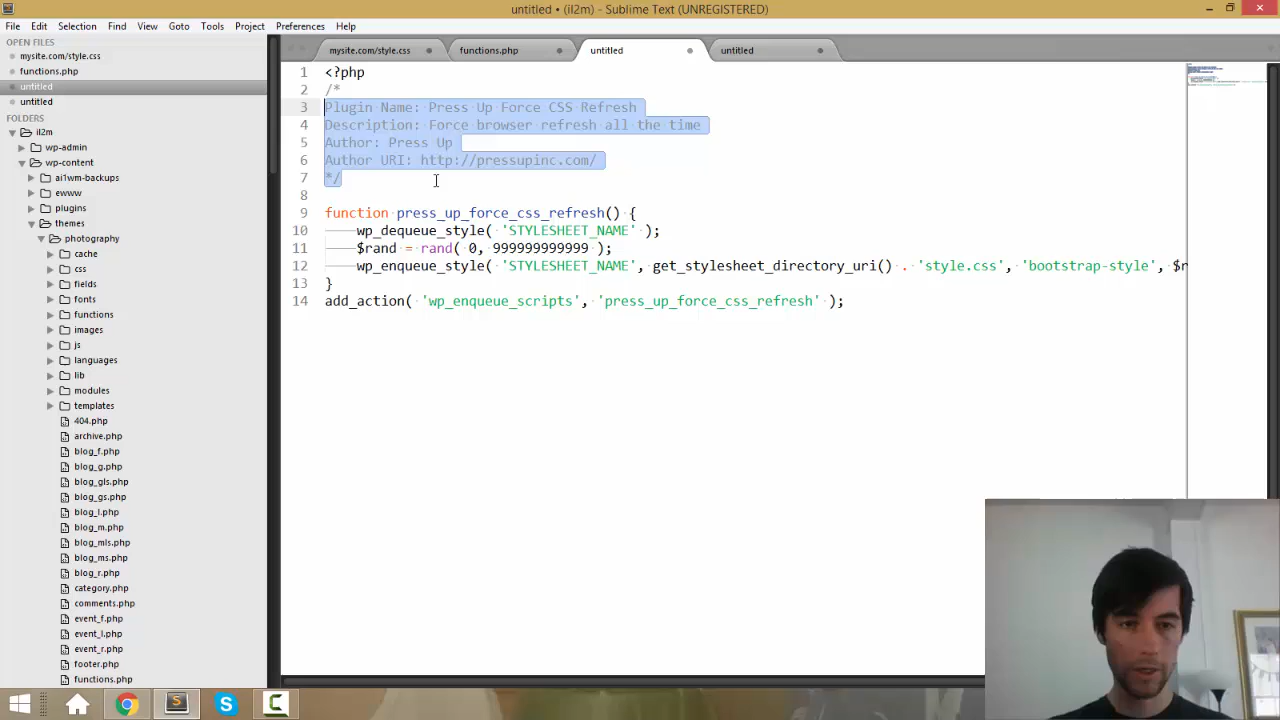 untitled • (il2m) - Sublime Text (UNREGISTERED)
File Edit Selection Find View Goto Tools Project Preferences Help
OPEN FILES
mysite.com/style.css
functions.php
untitled
untitled
FOLDERS
il2m
wp-admin
wp-content
ai1wm-backups
ewww
plugins
themes
photography
cache
css
fields
fonts
functions
images
js
languages
lib
modules
templates
404.php
archive.php
blog_f.php
blog_g.php
blog_gls.php
blog_gs.php
blog_l.php
blog_m.php
blog_mls.php
blog_ms.php
blog_r.php
category.php
comments.php
event_f.php
event_l.php
event_r.php
footer.php
functions.php
mysite.com/style.css functions.php untitled untitled
1 <?php
2 /*
3 Plugin Name: Press Up Force CSS Refresh
4 Description: Force browser refresh all the time
5 Author: Press Up
6 Author URI: http://pressupinc.com/
7 */
8
9 function press_up_force_css_refresh() {
10 wp_dequeue_style( 'STYLESHEET_NAME' );
11 $rand = rand( 0, 999999999999 );
12 wp_enqueue_style( 'STYLESHEET_NAME', get_stylesheet_directory_uri() . 'style.css', 'bootstrap-style', $r
13 }
14 add_action( 'wp_enqueue_scripts', 'press_up_force_css_refresh' );